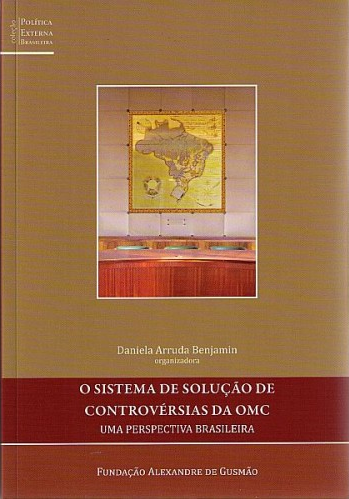 coleção
POLÍTICA
EXTERNA
BRASILEIRA
Daniela Arruda Benjamin
organizadora
O SISTEMA DE SOLUÇÃO DE
CONTROVÉRSIAS DA OMC
UMA PERSPECTIVA BRASILEIRA
FUNDAÇÃO ALEXANDRE DE GUSMÃO